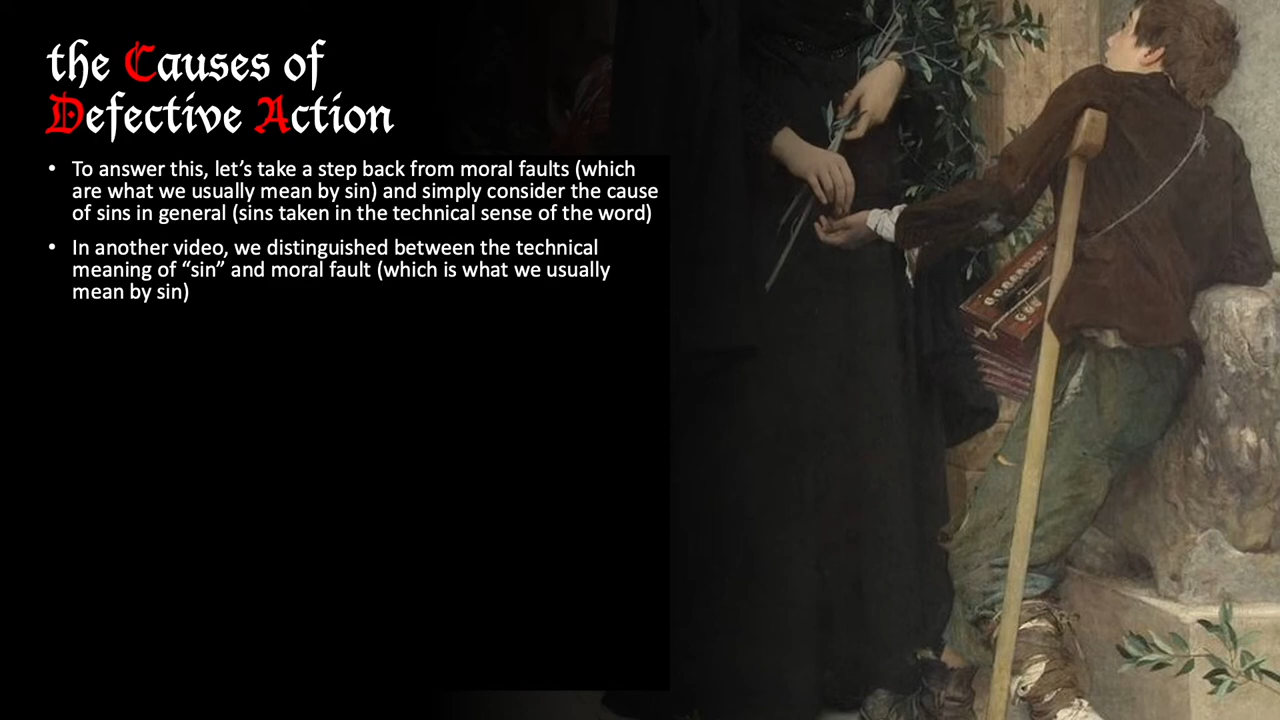 the Causes of
Defective Action
• To answer this, let’s take a step back from moral faults (which
are what we usually mean by sin) and simply consider the cause
of sins in general (sins taken in the technical sense of the word)
• In another video, we distinguished between the technical
meaning of “sin” and moral fault (which is what we usually
mean by sin)